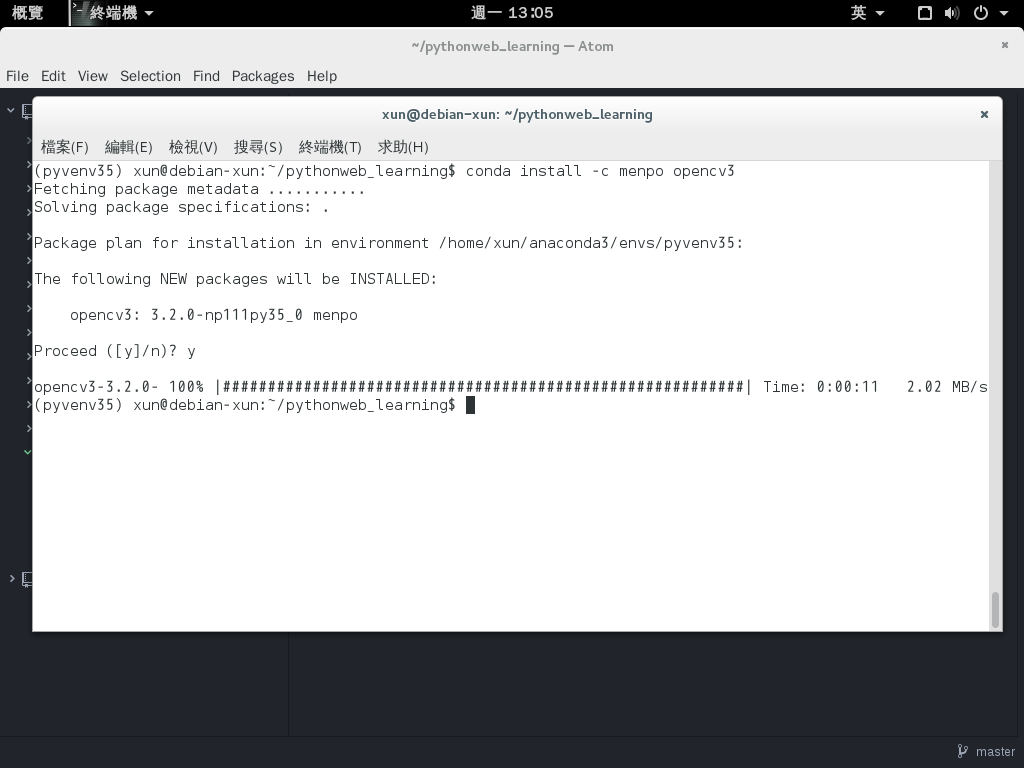 概覽 終端機 週一 13:05 英
~/pythonweb_learning — Atom
File Edit View Selection Find Packages Help
xun@debian-xun: ~/pythonweb_learning
檔案(F) 編輯(E) 檢視(V) 搜尋(S) 終端機(T) 求助(H)
(pyvenv35) xun@debian-xun:~/pythonweb_learning$ conda install -c menpo opencv3
Fetching package metadata ...........
Solving package specifications: .
Package plan for installation in environment /home/xun/anaconda3/envs/pyvenv35:
The following NEW packages will be INSTALLED:
opencv3: 3.2.0-np111py35_0 menpo
Proceed ([y]/n)? y
opencv3-3.2.0- 100% |##########################################################| Time: 0:00:11 2.02 MB/s
(pyvenv35) xun@debian-xun:~/pythonweb_learning$
master